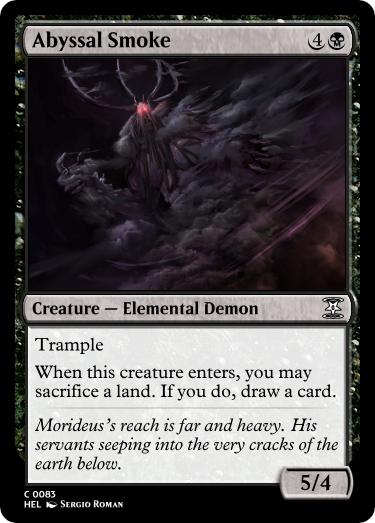 Abyssal Smoke 4
Creature — Elemental Demon
Trample
When this creature enters, you may
sacrifice a land. If you do, draw a card.
Morideus's reach is far and heavy. His
servants seeping into the very cracks of the
earth below.
5/4
C 0083
HEL Sergio Roman